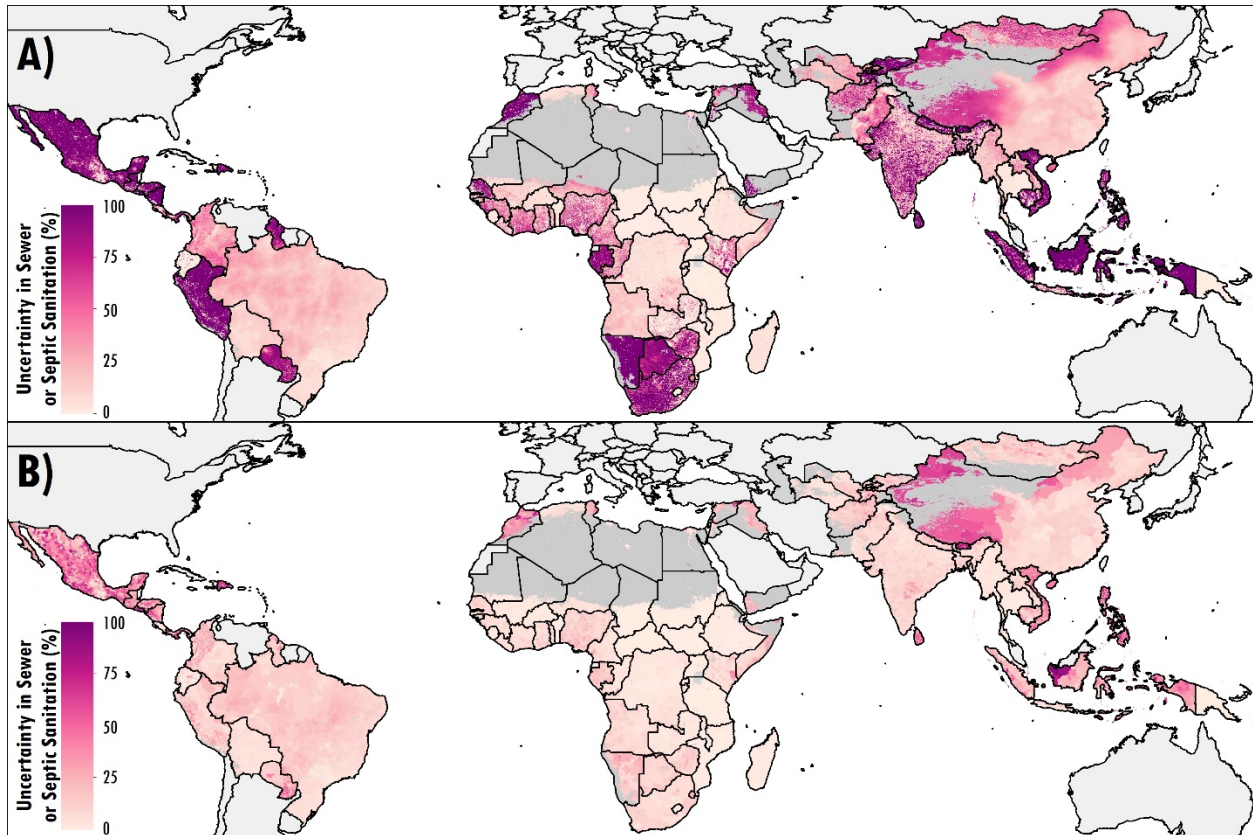 A)
Uncertainty in Sewer
or Septic Sanitation (%)
100
75
50
25
0
B)
Uncertainty in Sewer
or Septic Sanitation (%)
100
75
50
25
0